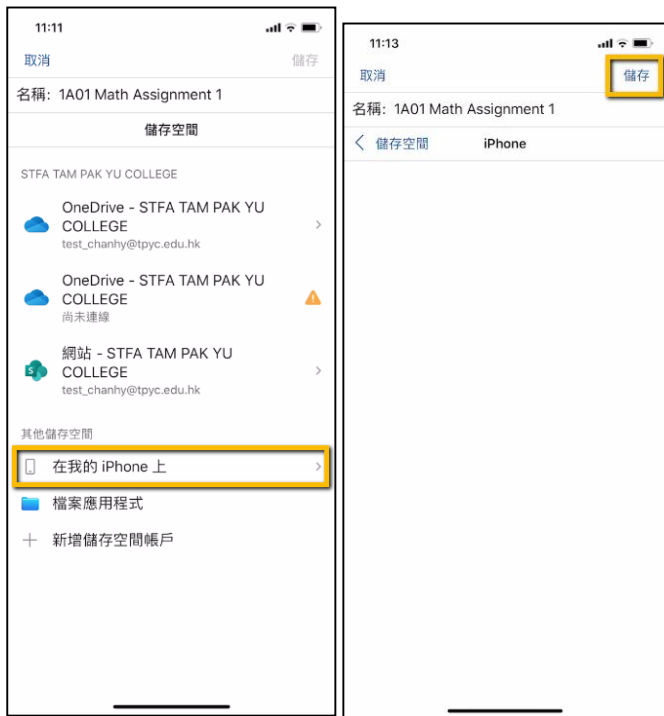 11:11
取消
儲存
名稱: 1A01 Math Assignment 1
儲存空間
STFA TAM PAK YU COLLEGE
OneDrive - STFA TAM PAK YU
COLLEGE
test_chanhy@tpyc.edu.hk
OneDrive - STFA TAM PAK YU
COLLEGE
尚未連線
網站 - STFA TAM PAK YU
COLLEGE
test_chanhy@tpyc.edu.hk
其他儲存空間
在我的 iPhone 上
檔案應用程式
新增儲存空間帳戶
11:13
取消
儲存
名稱: 1A01 Math Assignment 1
儲存空間
iPhone